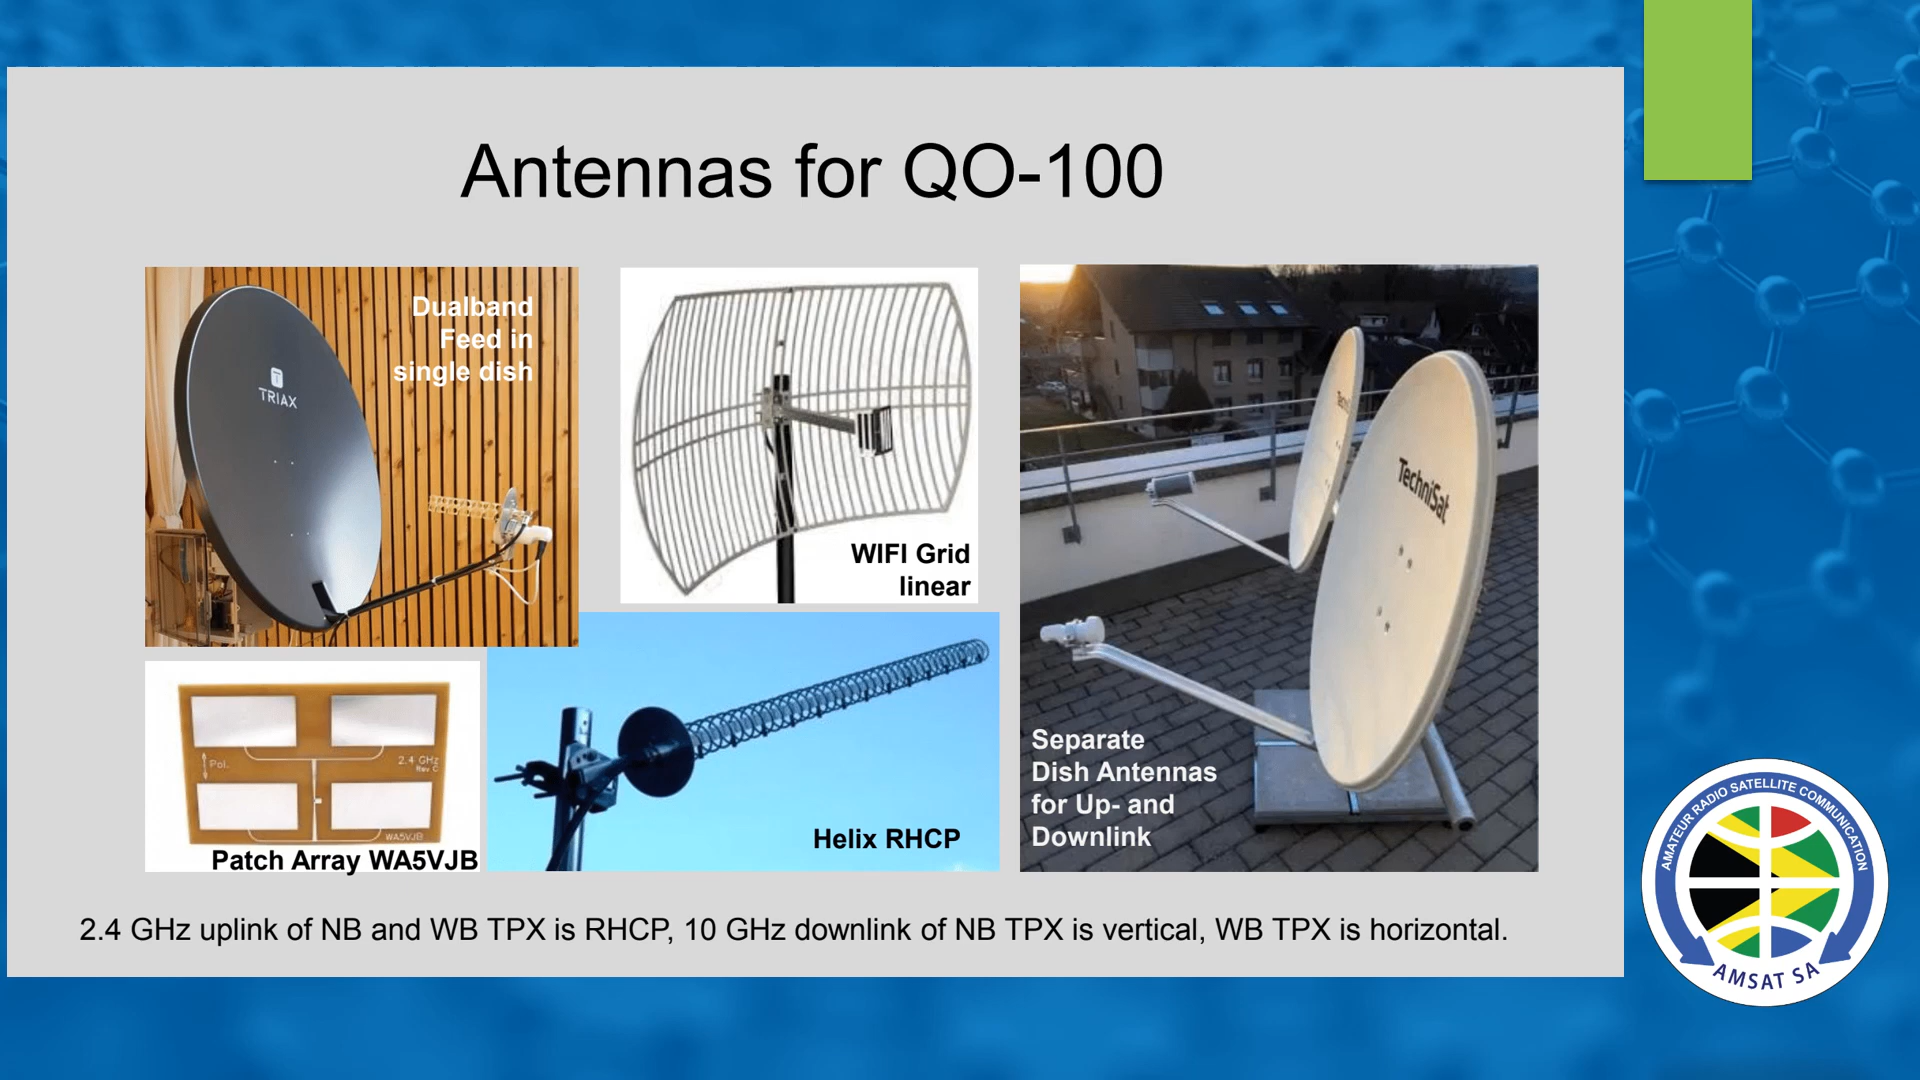 Antennas for QO-100
Dualband
Feed in
single dish
TRIAX
WIFI Grid
linear
TechniSat
Separate
Dish Antennas
for Up- and
Downlink
Pol.
2.4 GHz
Rev C
WA5VJB
Patch Array WA5VJB
Helix RHCP
2.4 GHz uplink of NB and WB TPX is RHCP, 10 GHz downlink of NB TPX is vertical, WB TPX is horizontal.
AMATEUR RADIO SATELLITE COMMUNICATION
AMSAT SA